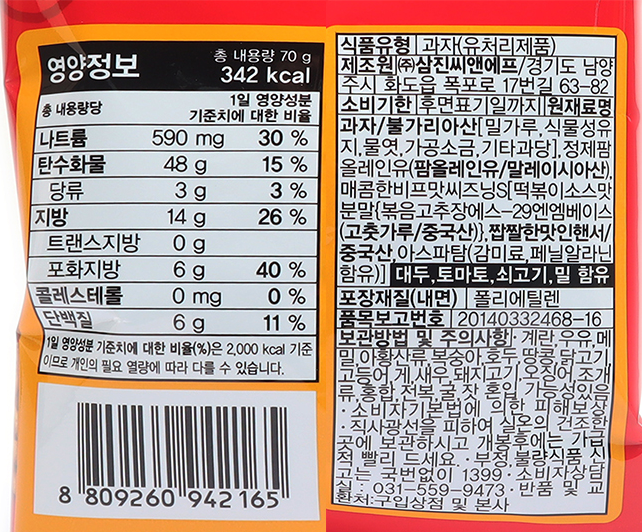 영양정보
총 내용량 70 g
342 kcal
총 내용량당
1일 영양성분
기준치에 대한 비율
나트륨 590 mg 30 %
탄수화물 48 g 15 %
당류 3 g 3 %
지방 14 g 26 %
트랜스지방 0 g
포화지방 6 g 40 %
콜레스테롤 0 mg 0 %
단백질 6 g 11 %
1일 영양성분 기준치에 대한 비율(%)은 2,000 kcal 기준
이므로 개인의 필요 열량에 따라 다를 수 있습니다.
8 809260 942165
식품유형 과자(유처리제품)
제조원 ㈜삼진씨앤에프/경기도 남양
주시 화도읍 폭포로 17번길 63-82
소비기한 후면표기일까지 원재료명
과자/불가리아산[밀가루,식물성유
지,물엿,가공소금,기타과당],정제팜
올레인유(팜올레인유/말레이시아산),
매콤한비프맛씨즈닝S[떡볶이소스맛
분말{볶음고추장에스-29엔엠베이스
(고춧가루/중국산)},짭짤한맛인핸서/
중국산,아스파탐(감미료,페닐알라닌
함유)] 대두,토마토,쇠고기,밀 함유
포장재질(내면) 폴리에틸렌
품목보고번호 20140332468-16
보관방법 및 주의사항· 계란,우유,메
밀,아황산류,복숭아,호두,땅콩,닭고기,
고등어,게,새우,돼지고기,오징어,조개
류,홍합,전복,굴,잣 혼입 가능성있음
·소비자기본법에 의한 피해보상
·직사광선을 피하여 실온의 건조한
곳에 보관하시고 개봉후에는 가급
적 빨리 드세요. ·부정,불량식품 신
고는 국번없이 1399·소비자상담
실: 031-559-9473·반품 및 교
환처:구입상점 및 본사